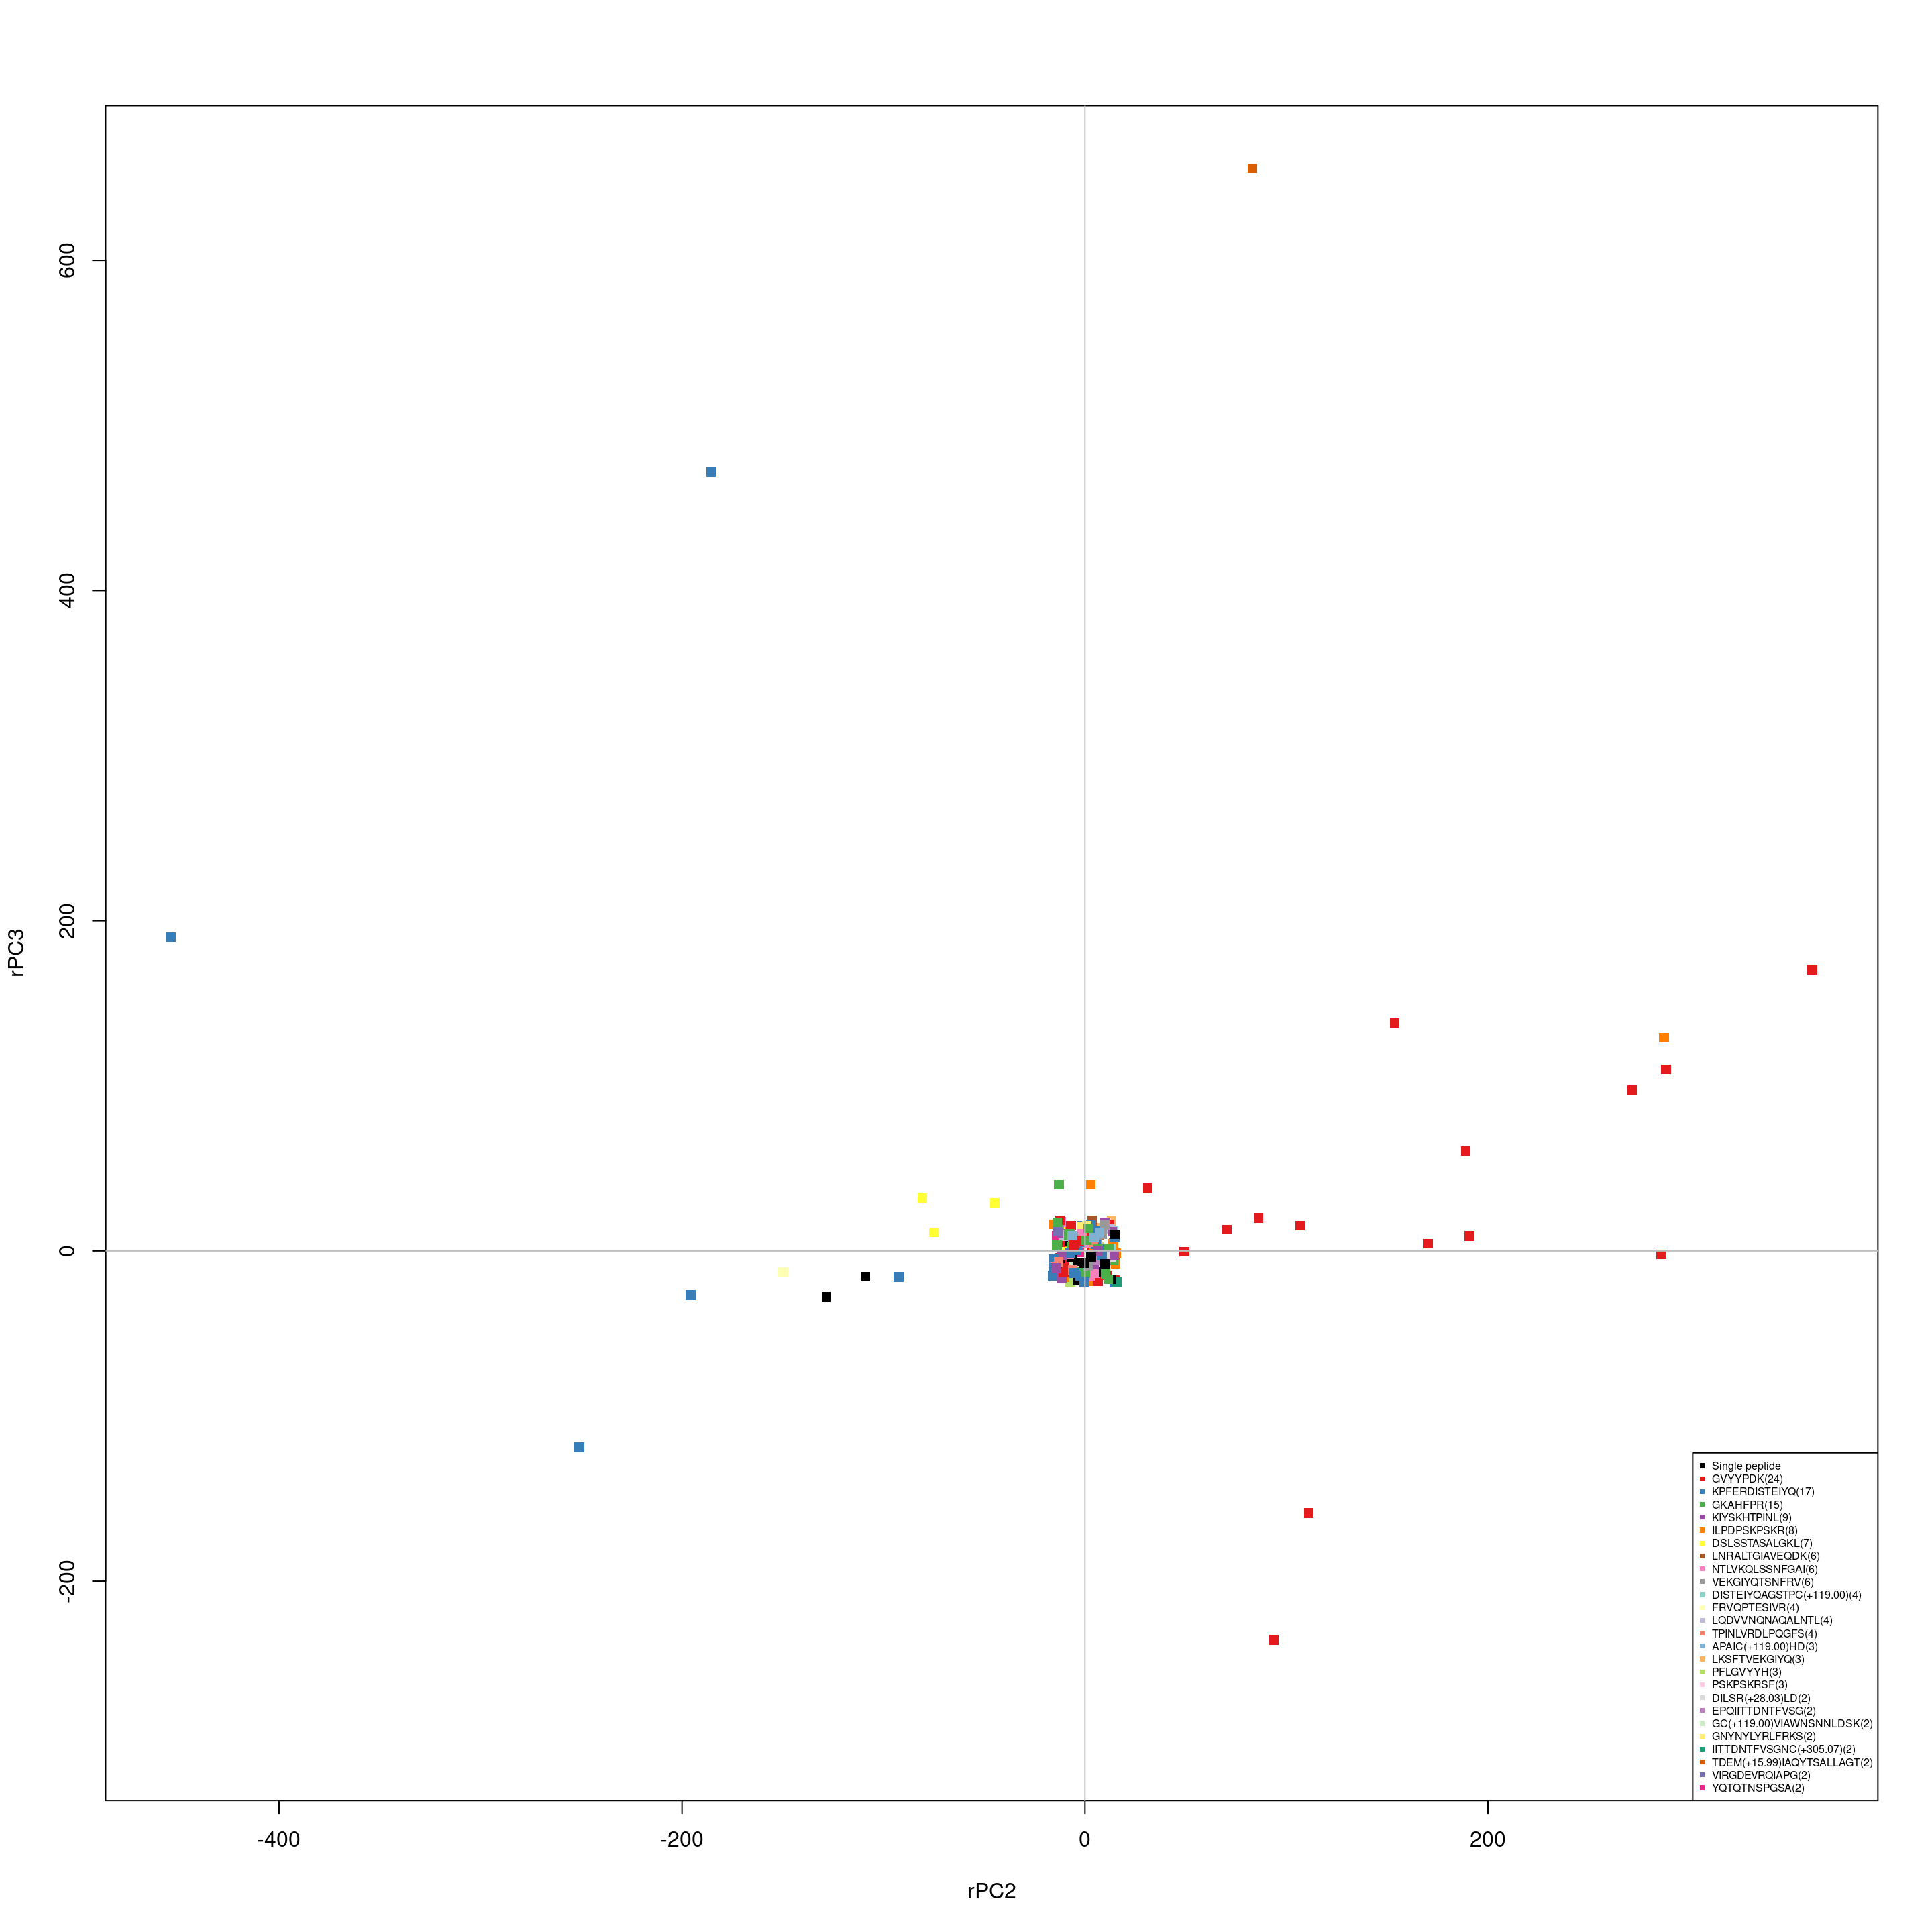 600
400
200
0
-200
rPC3
-400
-200
0
200
rPC2
Single peptide
GVYYPDK(24)
KPFERDISTEIYQ(17)
GKAHFPR(15)
KIYSKHTPINL(9)
ILPDPSKPSKR(8)
DSLSSTASALGKL(7)
LNRALTGIAVEQDK(6)
NTLVKQLSSNFGAI(6)
VEKGIYQTSNFRV(6)
DISTEIYQAGSTPC(+119.00)(4)
FRVQPTESIVR(4)
LQDVVNQNAQALNTL(4)
TPINLVRDLPQGFS(4)
APAIC(+119.00)HD(3)
LKSFTVEKGIYQ(3)
PFLGVYYH(3)
PSKPSKRSF(3)
DILSR(+28.03)LD(2)
EPQIITTDNTFVSG(2)
GC(+119.00)VIAWNSNNLDSK(2)
GNYNYLYRLFRKS(2)
IITTDNTFVSGNC(+305.07)(2)
TDEM(+15.99)IAQYTSALLAGT(2)
VIRGDEVRQIAPG(2)
YQTQTNSPGSA(2)